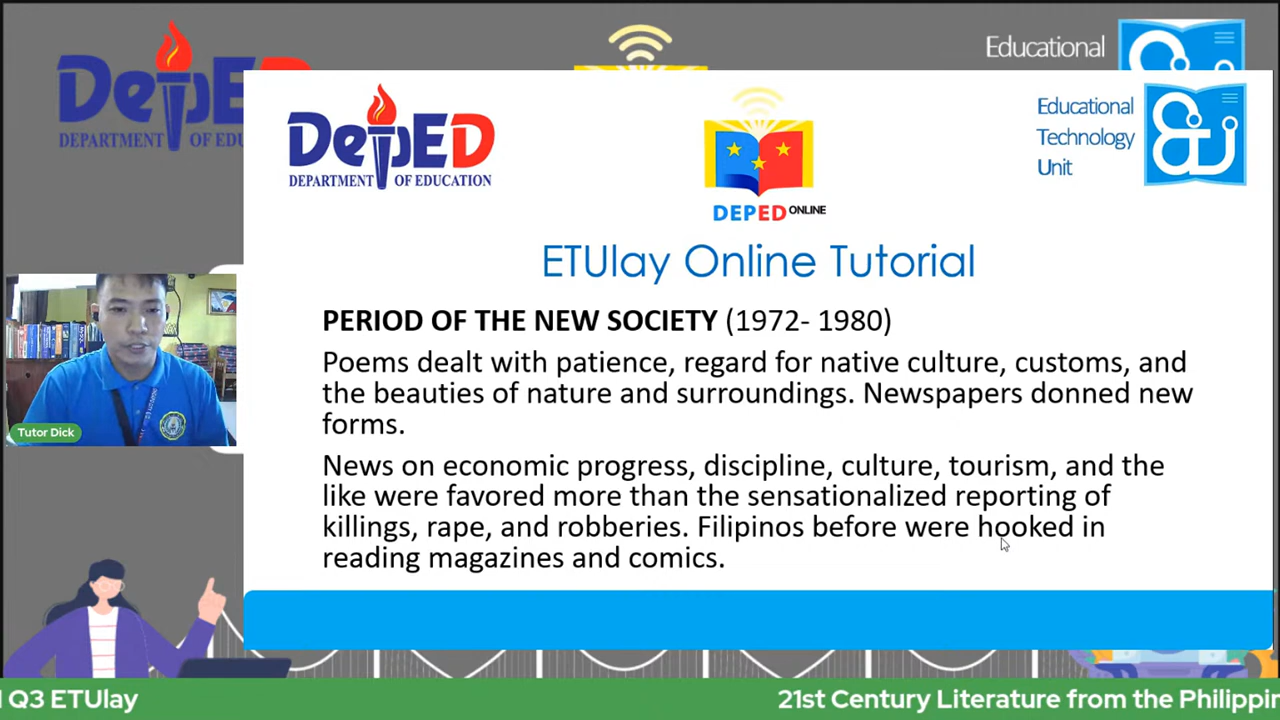 DepED
DEPARTMENT OF EDUCATION
Educational
DepED
DEPARTMENT OF EDUCATION
DEPED ONLINE
Educational
Technology
Unit
ETUlay Online Tutorial
PERIOD OF THE NEW SOCIETY (1972- 1980)
Poems dealt with patience, regard for native culture, customs, and
the beauties of nature and surroundings. Newspapers donned new
forms.
News on economic progress, discipline, culture, tourism, and the
like were favored more than the sensationalized reporting of
killings, rape, and robberies. Filipinos before were hooked in
reading magazines and comics.
Tutor Dick
Q3 ETUlay
21st Century Literature from the Philippin